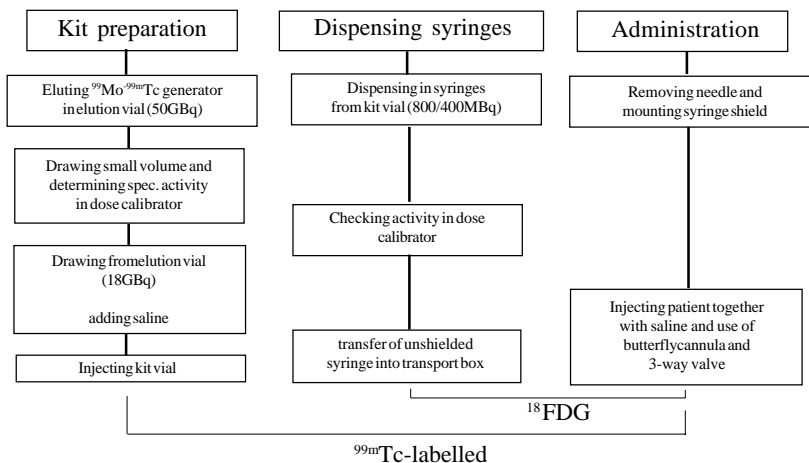 Kit preparation
Eluting ⁹⁹Mo-⁹⁹ᵐTc generator
in elution vial (50GBq)
Drawing small volume and
determining spec. activity
in dose calibrator
Drawing fromelution vial
(18GBq)
adding saline
Injecting kit vial
Dispensing syringes
Dispensing in syringes
from kit vial (800/400MBq)
Checking activity in dose
calibrator
transfer of unshielded
syringe into transport box
Administration
Removing needle and
mounting syringe shield
Injecting patient together
with saline and use of
butterflycannula and
3-way valve
¹⁸FDG
⁹⁹ᵐTc-labelled